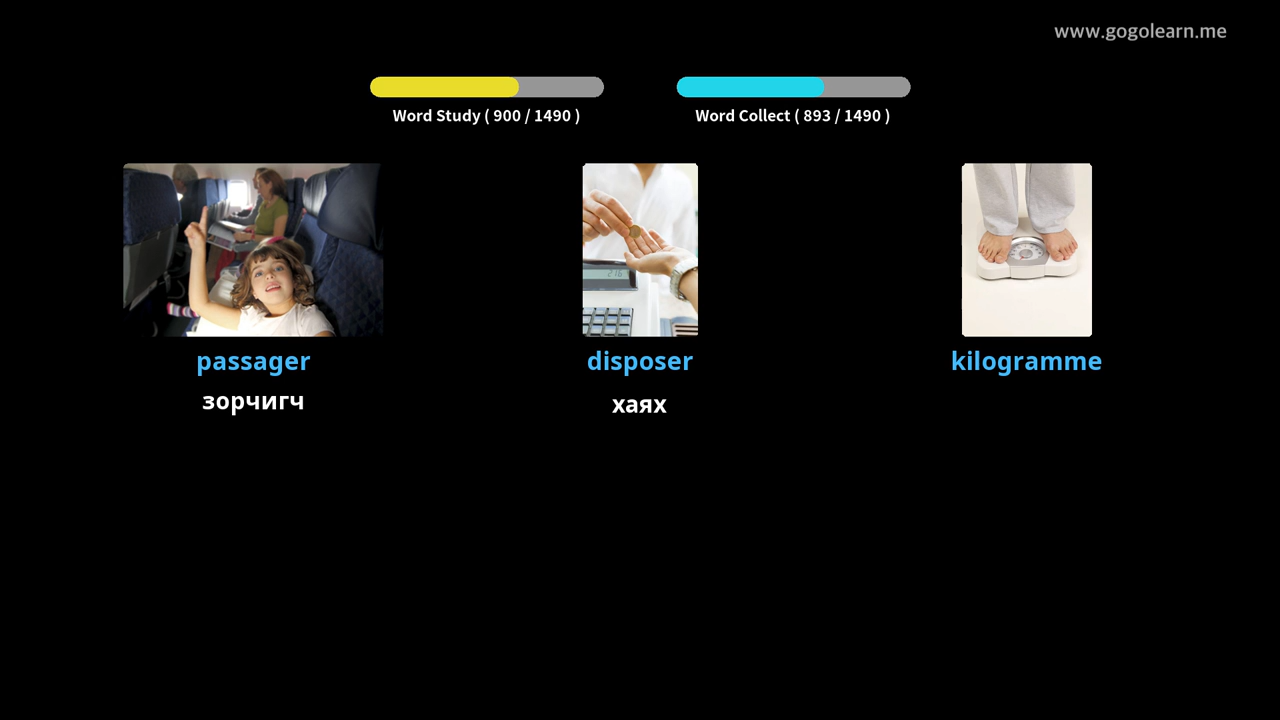 www.gogolearn.me
Word Study ( 900 / 1490 )
Word Collect ( 893 / 1490 )
passager
зорчигч
disposer
хаях
kilogramme